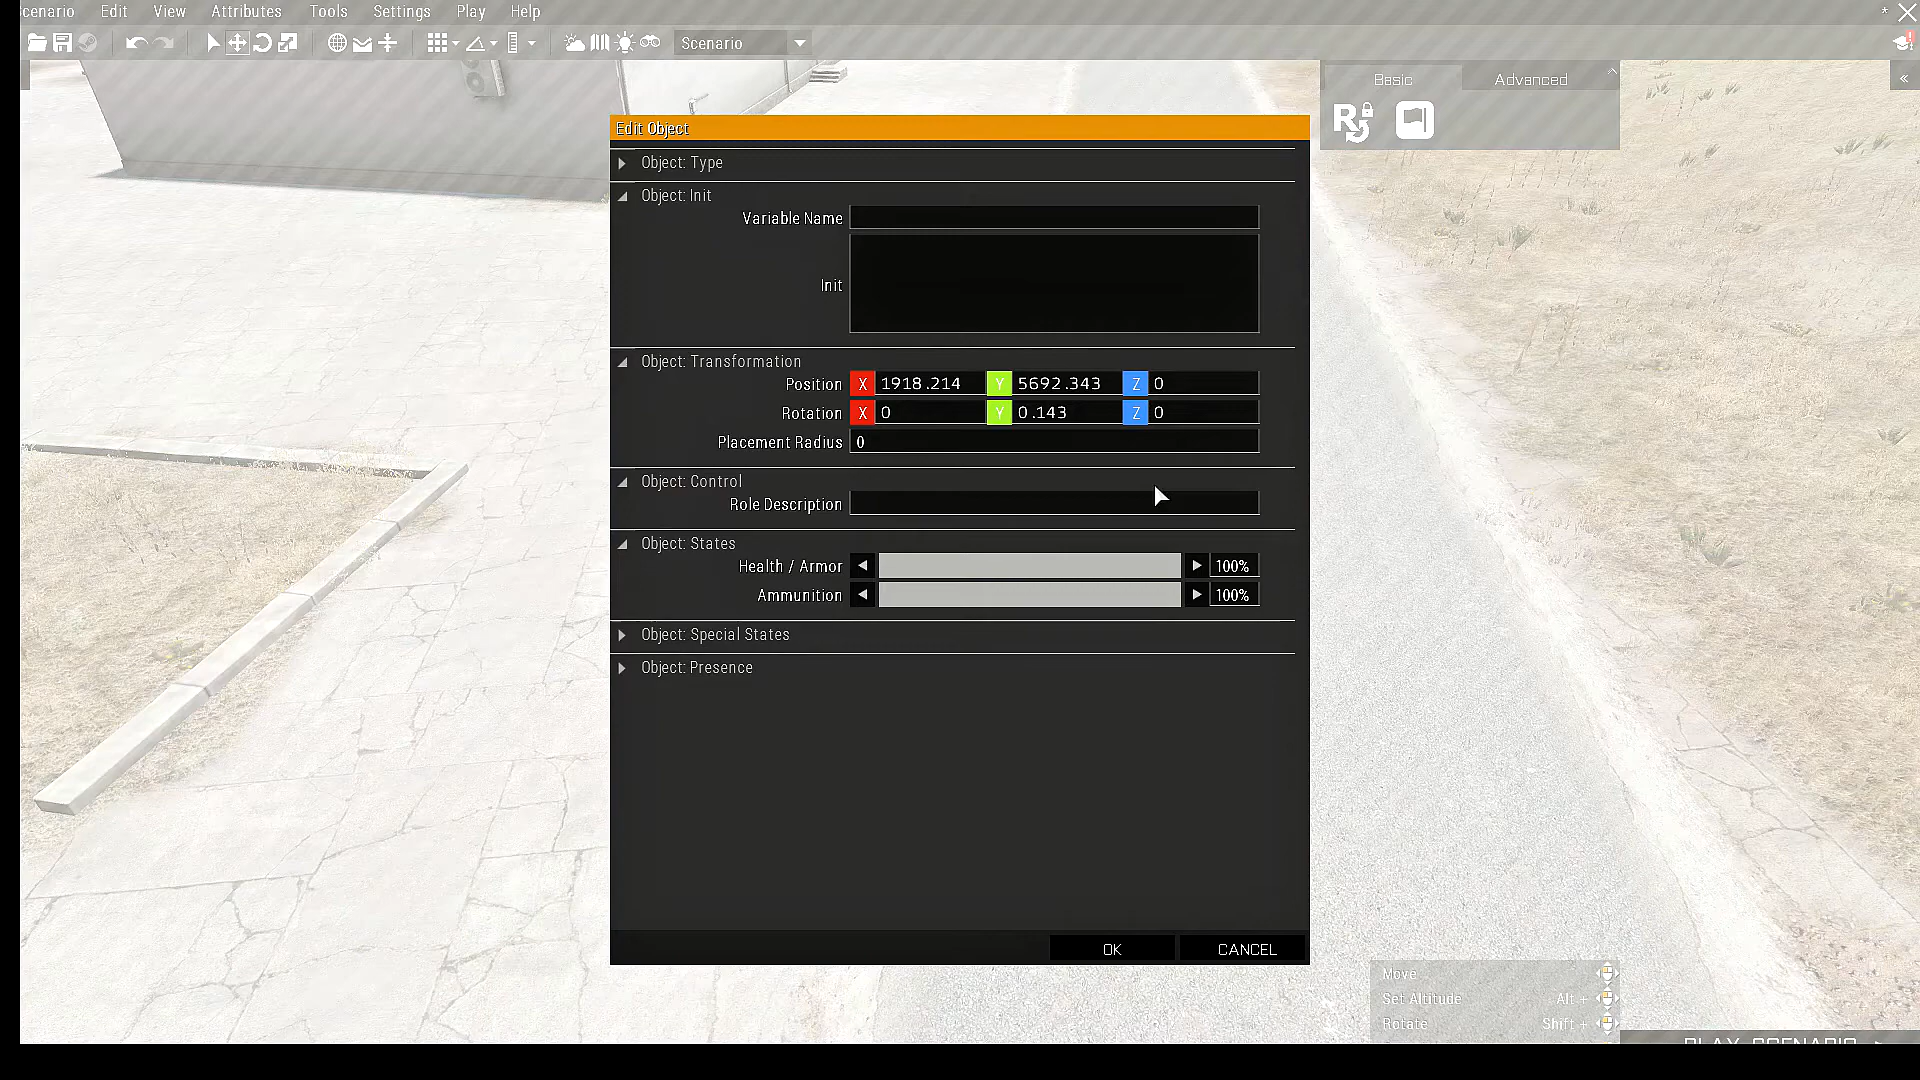 cenario Edit View Attributes Tools Settings Play Help
Scenario
Basic Advanced
Edit Object
Object: Type
Object: Init
Variable Name
Init
Object: Transformation
Position X 1918.214 Y 5692.343 Z 0
Rotation X 0 Y 0.143 Z 0
Placement Radius 0
Object: Control
Role Description
Object: States
Health / Armor 100%
Ammunition 100%
Object: Special States
Object: Presence
OK CANCEL
Move
Set Altitude Alt +
Rotate Shift +
PLAY SCENARIO